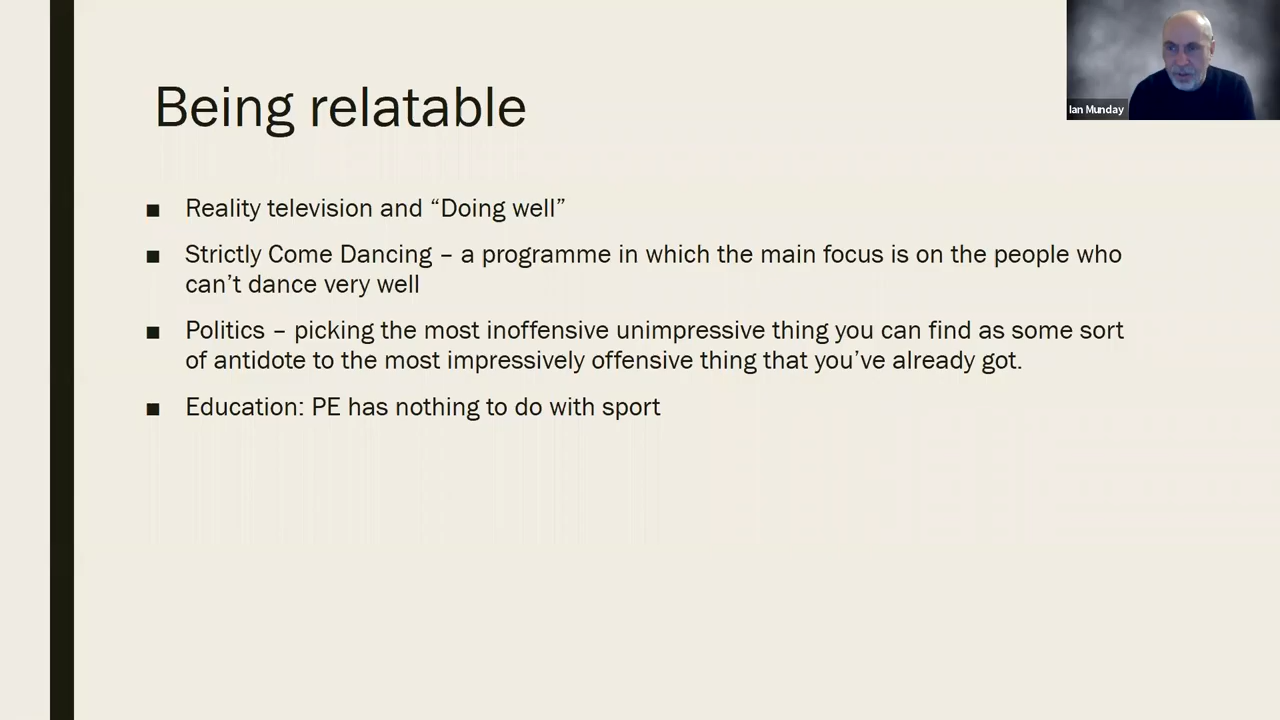 Being relatable
Ian Munday
■ Reality television and “Doing well”
■ Strictly Come Dancing – a programme in which the main focus is on the people who
can’t dance very well
■ Politics – picking the most inoffensive unimpressive thing you can find as some sort
of antidote to the most impressively offensive thing that you’ve already got.
■ Education: PE has nothing to do with sport